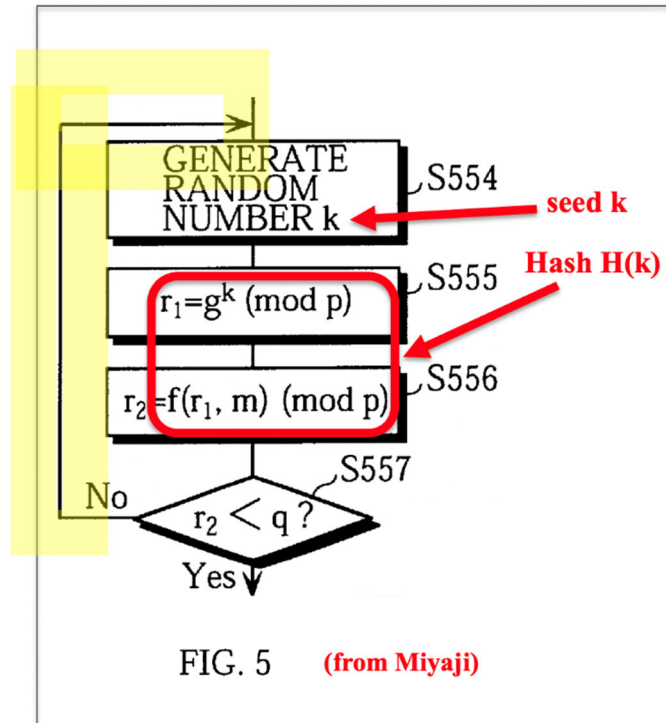 GENERATE
RANDOM
NUMBER k
S554
seed k
Hash H(k)
r₁=gᵏ (mod p)
S555
r₂=f(r₁, m) (mod p)
S556
S557
No
r₂ < q ?
Yes
FIG. 5 (from Miyaji)